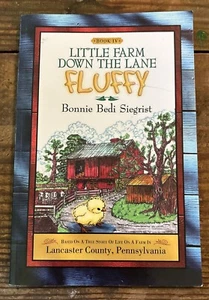 BOOK IV
LITTLE FARM
DOWN THE LANE
FLUFFY
Bonnie Bedi Siegrist
BASED ON A TRUE STORY OF LIFE ON A FARM IN
Lancaster County, Pennsylvania